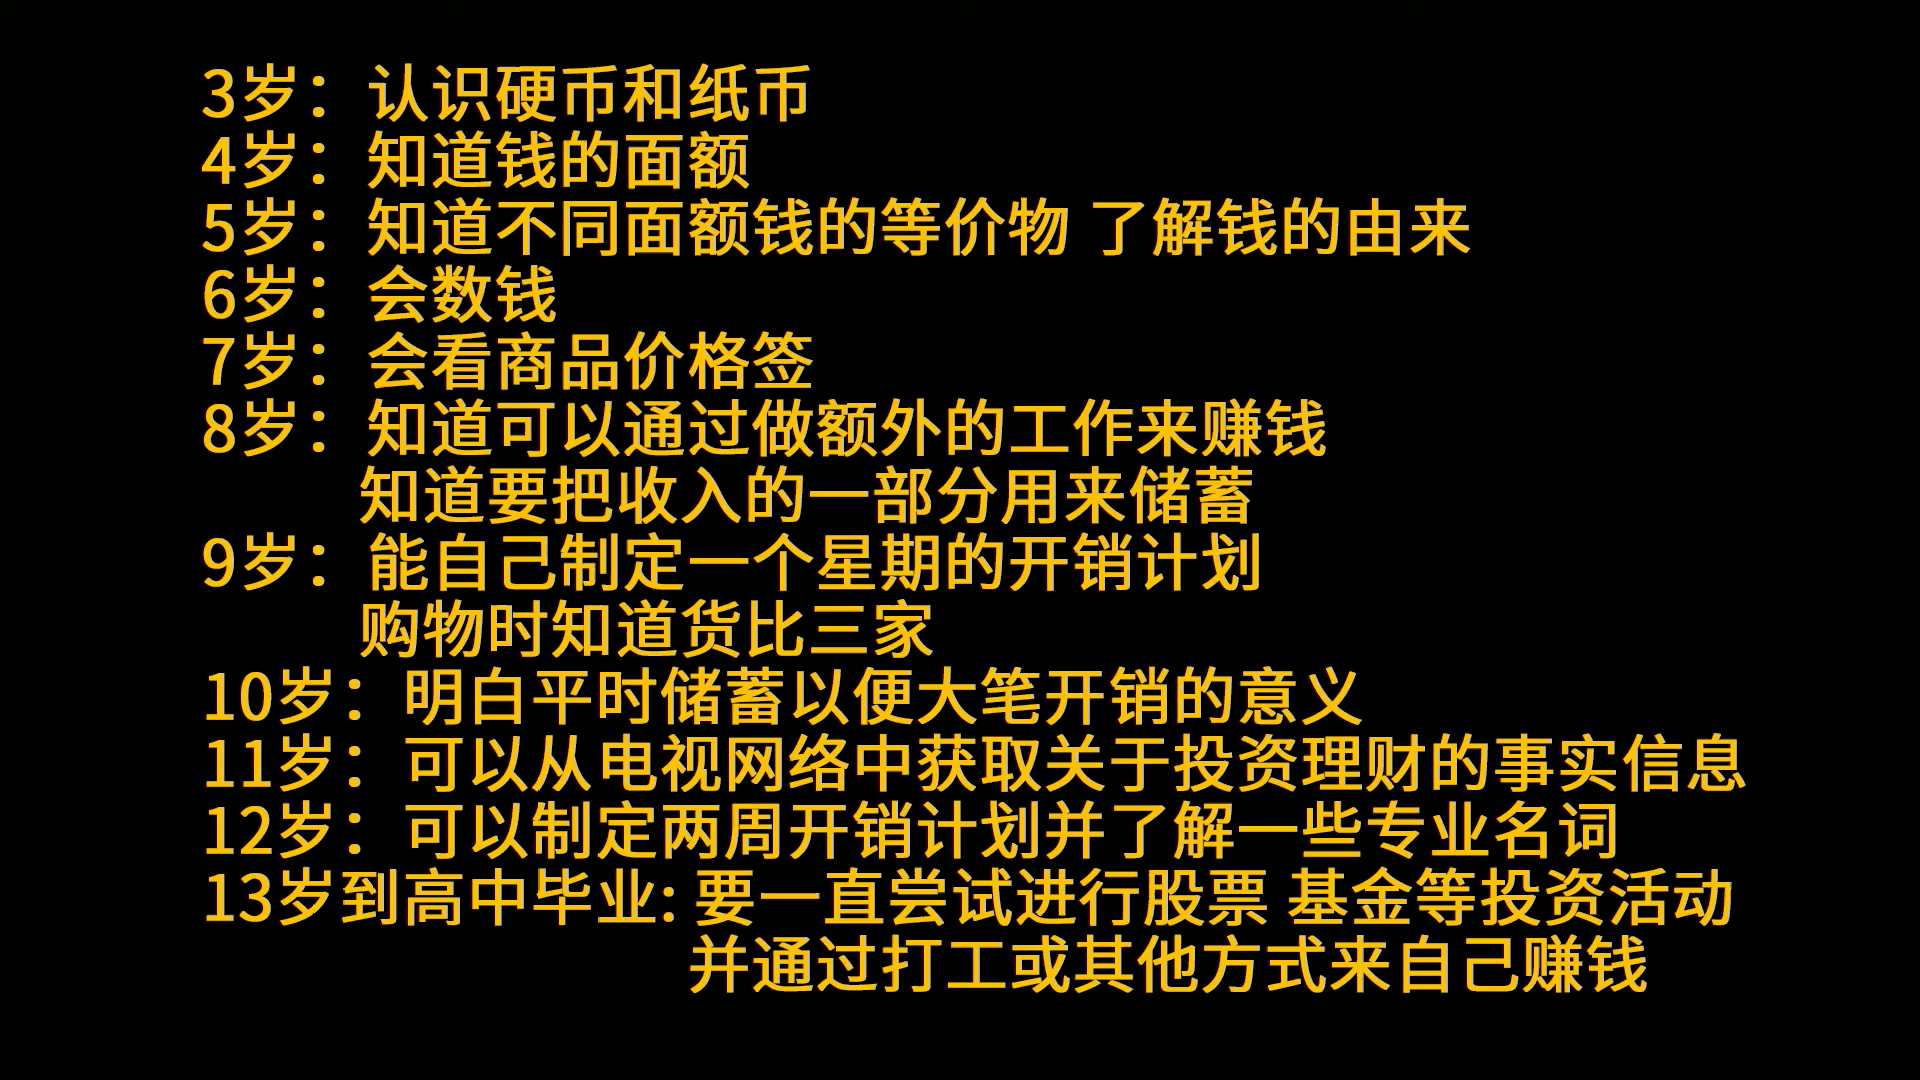 3岁：认识硬币和纸币
4岁：知道钱的面额
5岁：知道不同面额钱的等价物 了解钱的由来
6岁：会数钱
7岁：会看商品价格签
8岁：知道可以通过做额外的工作来赚钱
知道要把收入的一部分用来储蓄
9岁：能自己制定一个星期的开销计划
购物时知道货比三家
10岁：明白平时储蓄以便大笔开销的意义
11岁：可以从电视网络中获取关于投资理财的事实信息
12岁：可以制定两周开销计划并了解一些专业名词
13岁到高中毕业: 要一直尝试进行股票 基金等投资活动
并通过打工或其他方式来自己赚钱